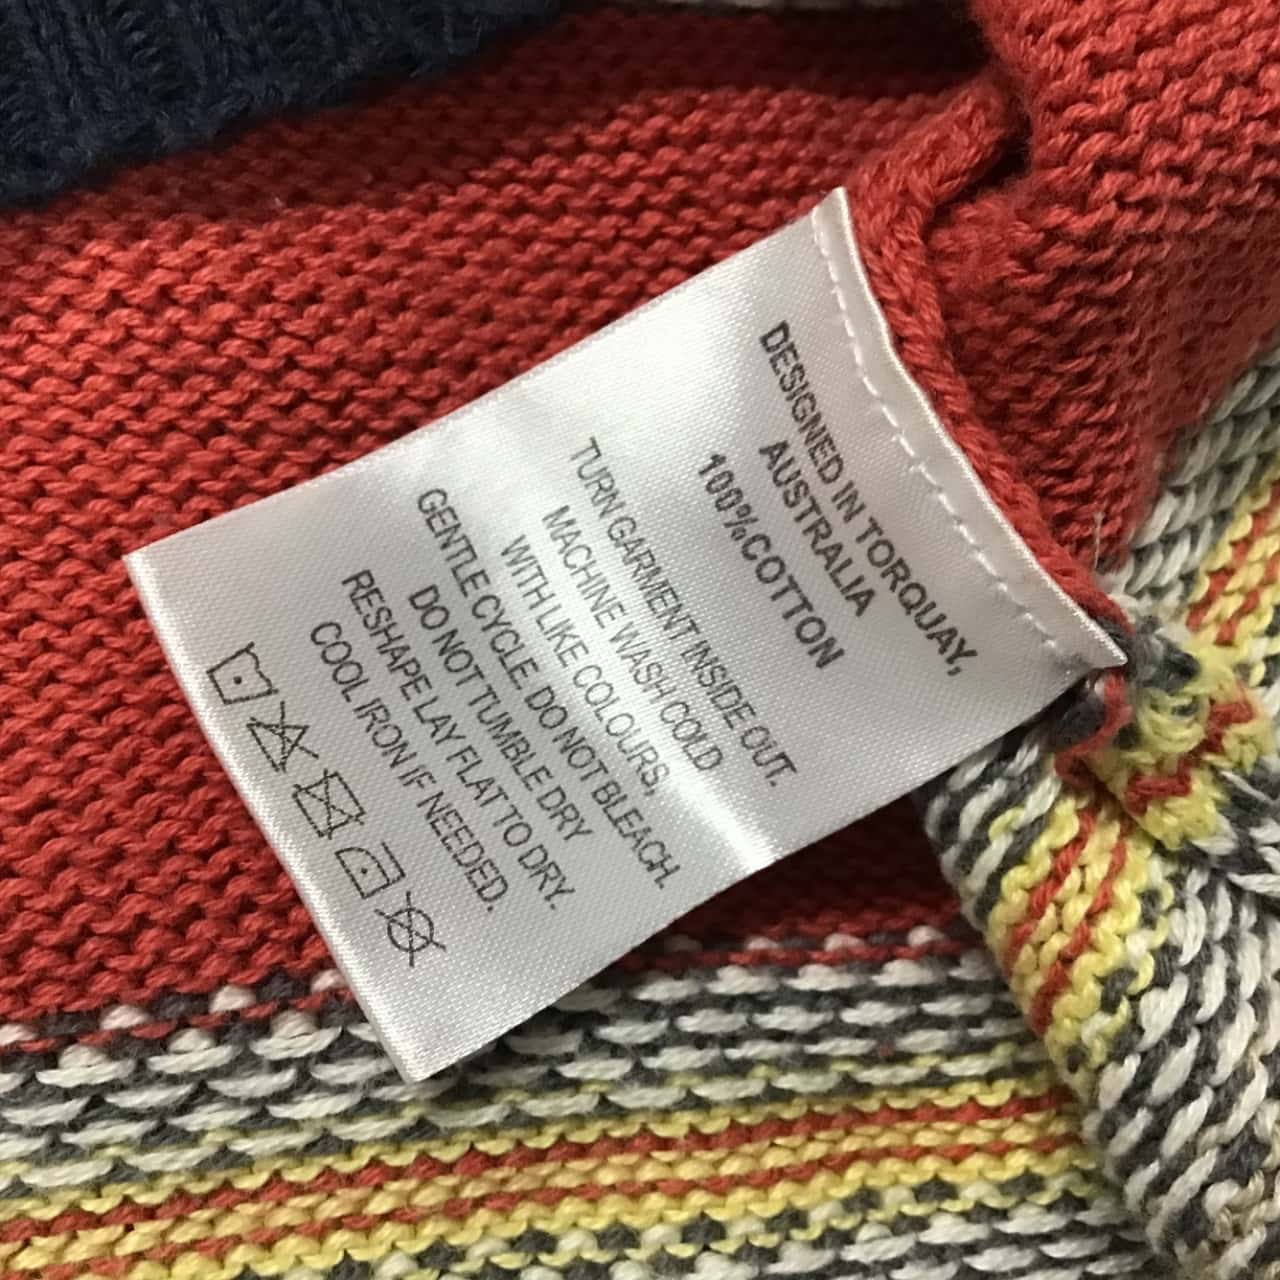 DESIGNED IN TORQUAY,
AUSTRALIA
100%COTTON
TURN GARMENT INSIDE OUT.
MACHINE WASH COLD
WITH LIKE COLOURS,
GENTLE CYCLE. DO NOT BLEACH.
DO NOT TUMBLE DRY
RESHAPE LAY FLAT TO DRY.
COOL IRON IF NEEDED.